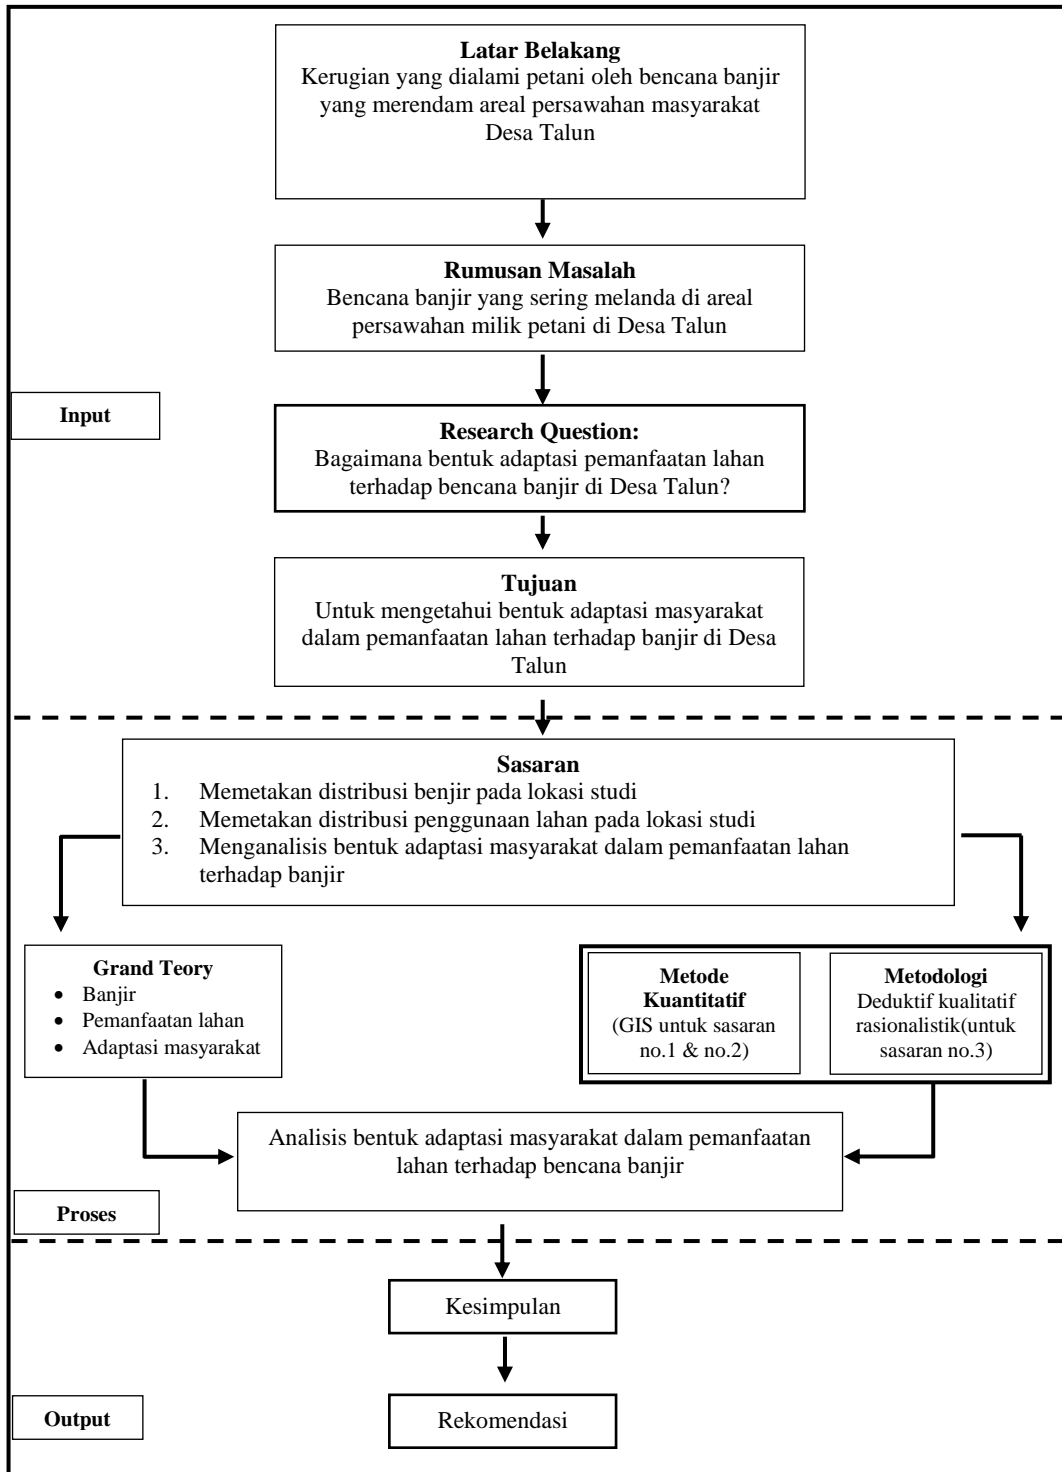 Latar Belakang
Kerugian yang dialami petani oleh bencana banjir
yang merendam areal persawahan masyarakat
Desa Talun
Rumusan Masalah
Bencana banjir yang sering melanda di areal
persawahan milik petani di Desa Talun
Input
Research Question:
Bagaimana bentuk adaptasi pemanfaatan lahan
terhadap bencana banjir di Desa Talun?
Tujuan
Untuk mengetahui bentuk adaptasi masyarakat
dalam pemanfaatan lahan terhadap banjir di Desa
Talun
Sasaran
1. Memetakan distribusi benjir pada lokasi studi
2. Memetakan distribusi penggunaan lahan pada lokasi studi
3. Menganalisis bentuk adaptasi masyarakat dalam pemanfaatan lahan
terhadap banjir
Grand Teory
• Banjir
• Pemanfaatan lahan
• Adaptasi masyarakat
Metode
Kuantitatif
(GIS untuk sasaran
no.1 & no.2)
Metodologi
Deduktif kualitatif
rasionalistik(untuk
sasaran no.3)
Analisis bentuk adaptasi masyarakat dalam pemanfaatan
lahan terhadap bencana banjir
Proses
Kesimpulan
Output
Rekomendasi